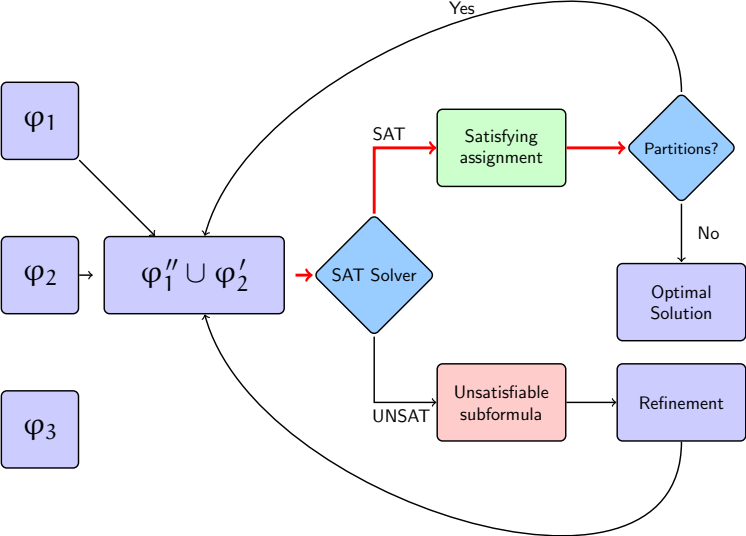 Yes
φ₁
SAT
Satisfying
assignment
Partitions?
No
φ₂
φ₁″ ∪ φ₂′
SAT Solver
Optimal
Solution
φ₃
UNSAT
Unsatisfiable
subformula
Refinement